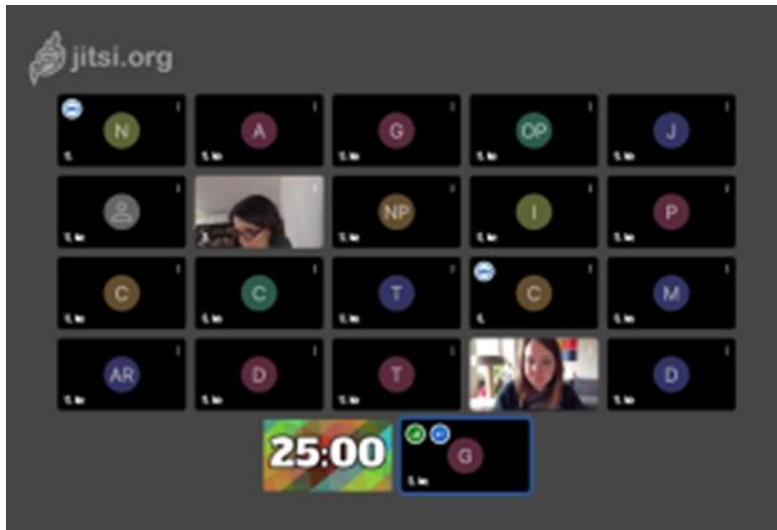 jitsi.org
N A G OP J
NP I P
C C T C M
AR D T D
25:00 G